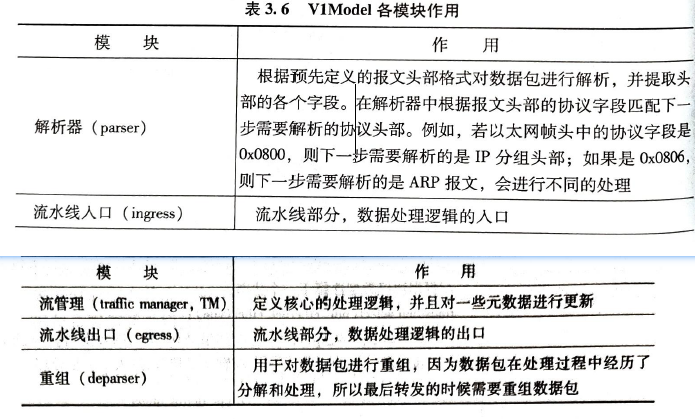 表 3.6 V1Model 各模块作用
模 块 作 用
解析器（parser） 根据预先定义的报文头部格式对数据包进行解析，并提取头
部的各个字段。在解析器中根据报文头部的协议字段匹配下一
步需要解析的协议头部。例如，若以太网帧头中的协议字段是
0x0800，则下一步需要解析的是 IP 分组头部；如果是 0x0806，
则下一步需要解析的是 ARP 报文，会进行不同的处理
流水线入口（ingress） 流水线部分，数据处理逻辑的入口
模 块 作 用
流管理（traffic manager，TM） 定义核心的处理逻辑，并且对一些元数据进行更新
流水线出口（egress） 流水线部分，数据处理逻辑的出口
重组（deparser） 用于对数据包进行重组，因为数据包在处理过程中经历了
分解和处理，所以最后转发的时候需要重组数据包